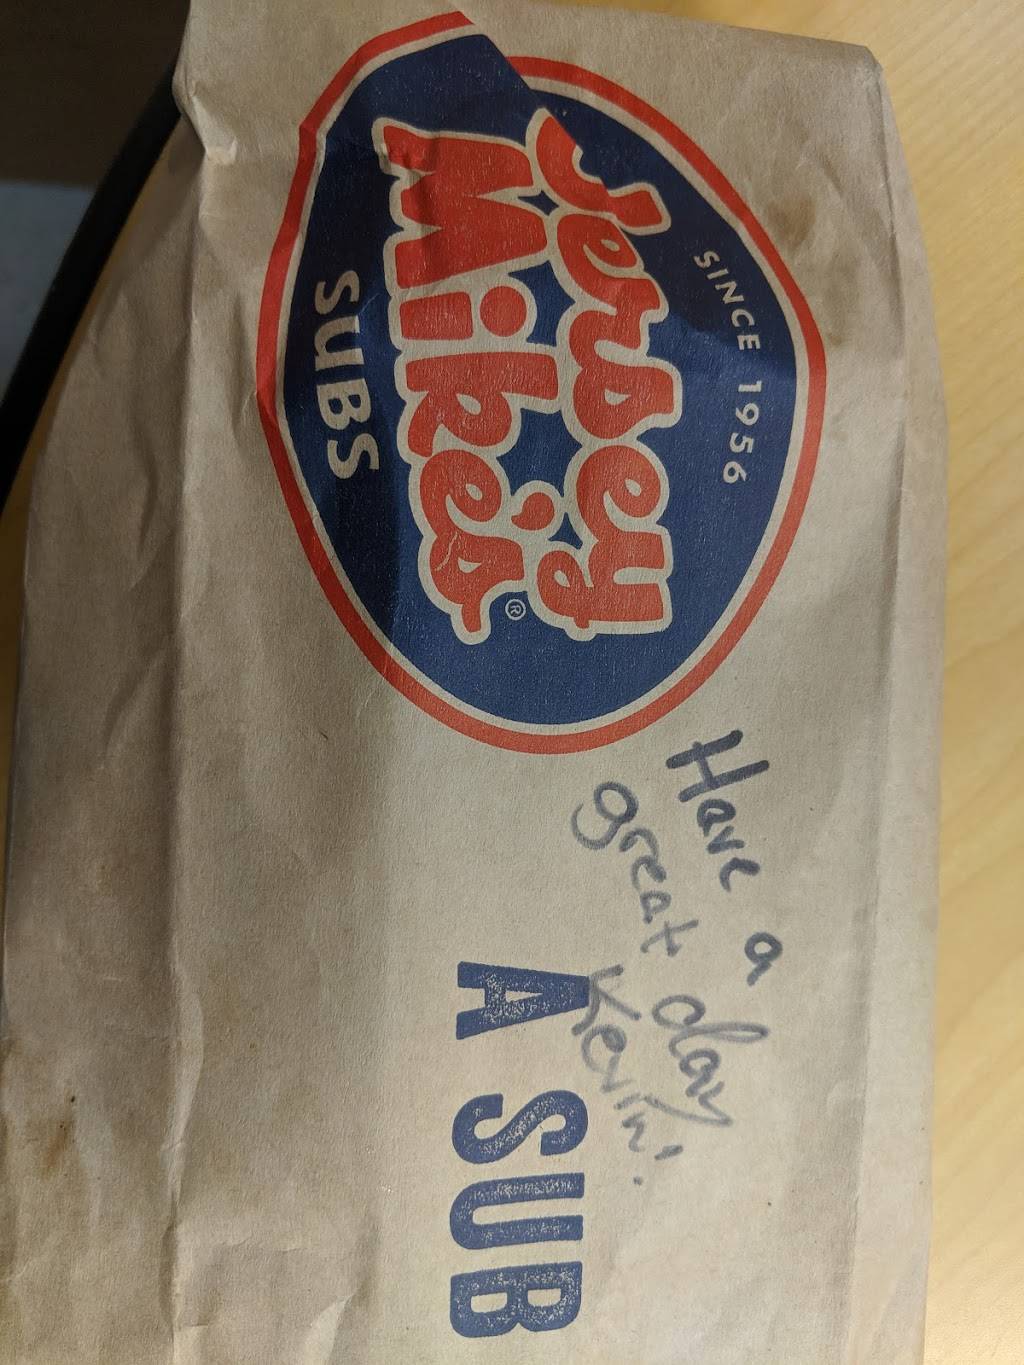 SINCE 1956
Jersey
Mike's®
SUBS
Have a
great day
Kevin!
A SUB